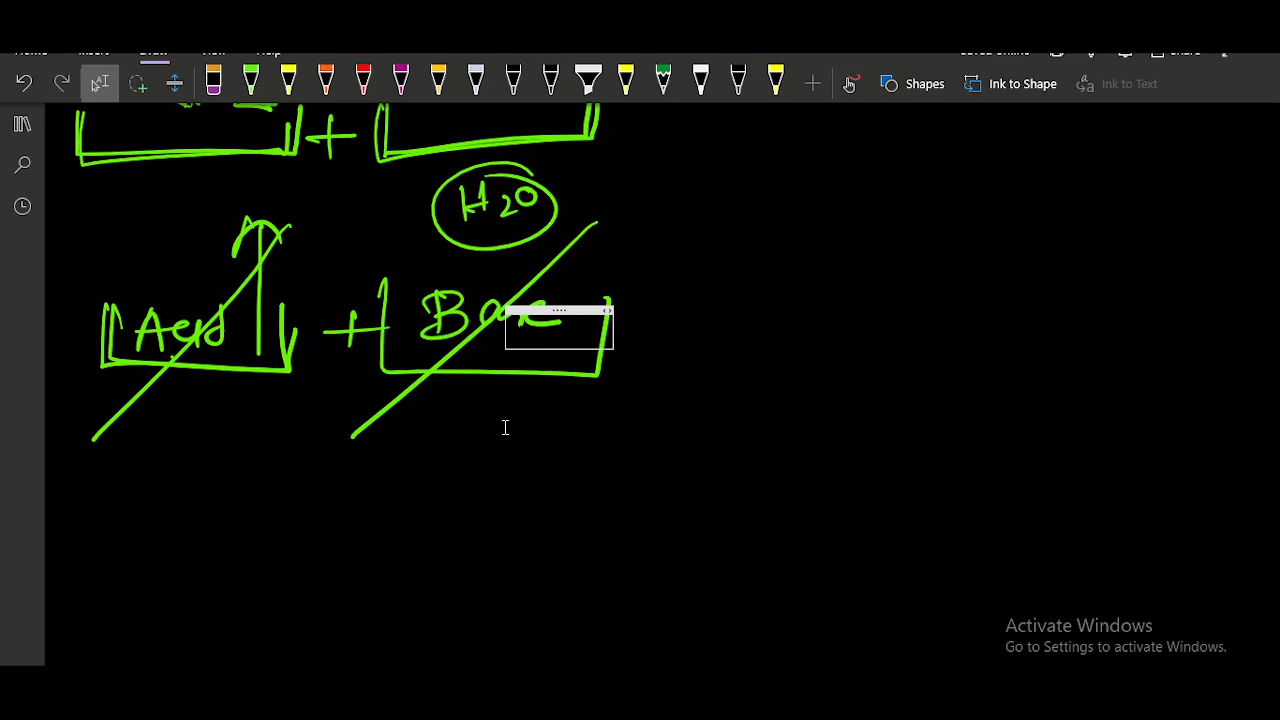 Shapes
Ink to Shape
Ink to Text
+
H2O
Acid + Base
Activate Windows
Go to Settings to activate Windows.